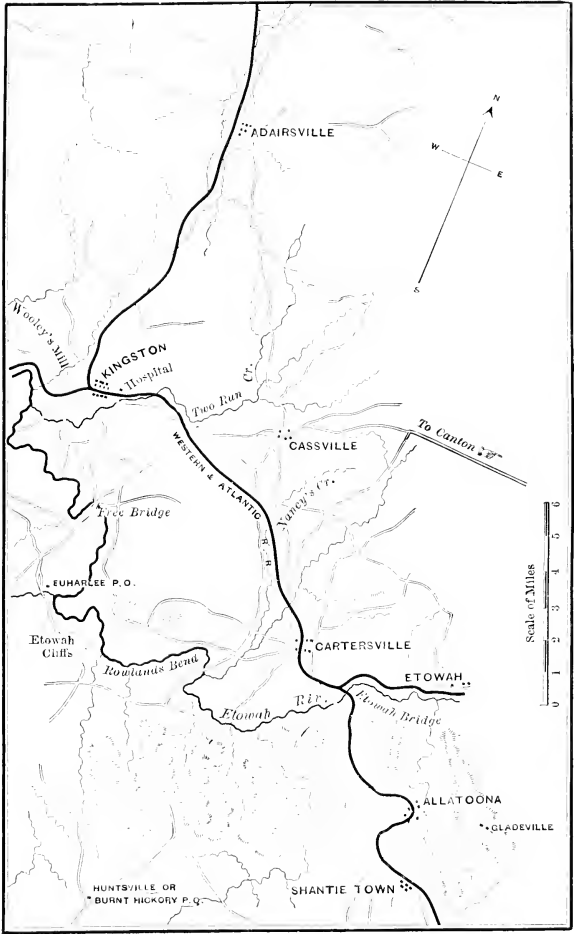 N
ADAIRSVILLE
W
E
S
Wooley's Mill
KINGSTON
Hospital
Two Run Cr.
To Canton
CASSVILLE
WESTERN & ATLANTIC R.R.
Nancy's Cr.
Free Bridge
6
5
4
3
2
1
0
Scale of Miles
EUHARLEE P.O.
Etowah
Cliffs
CARTERSVILLE
Rowlands Bend
ETOWAH
Etowah Riv.
Etowah Bridge
ALLATOONA
GLADEVILLE
HUNTSVILLE OR
BURNT HICKORY P.O.
SHANTIE TOWN